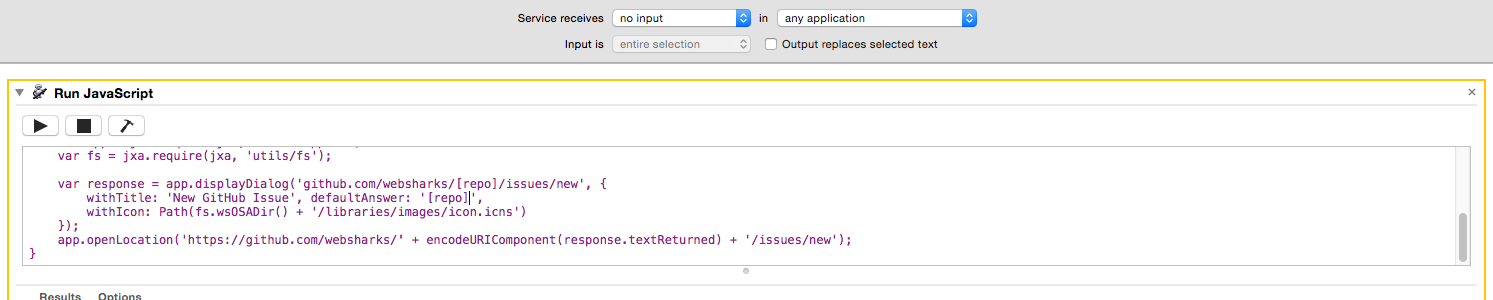 Service receives no input in any application
Input is entire selection Output replaces selected text
Run JavaScript
var fs = jxa.require(jxa, 'utils/fs');
var response = app.displayDialog('github.com/websharks/[repo]/issues/new', {
withTitle: 'New GitHub Issue', defaultAnswer: '[repo]',
withIcon: Path(fs.wsOSADir() + '/libraries/images/icon.icns')
});
app.openLocation('https://github.com/websharks/' + encodeURIComponent(response.textReturned) + '/issues/new');
}
Results Options